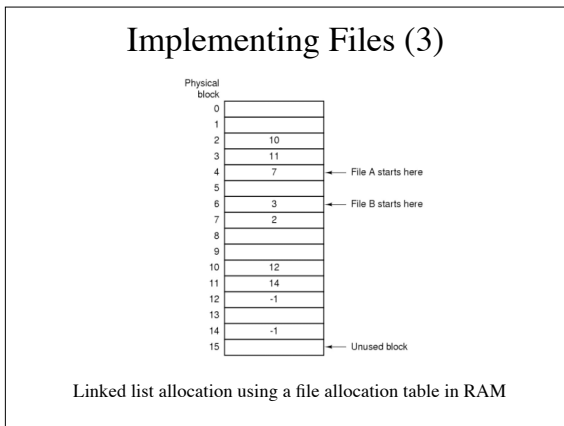 Implementing Files (3)
Physical
block
0
1
2 10
3 11
4 7 File A starts here
5
6 3 File B starts here
7 2
8
9
10 12
11 14
12 -1
13
14 -1
15 Unused block
Linked list allocation using a file allocation table in RAM